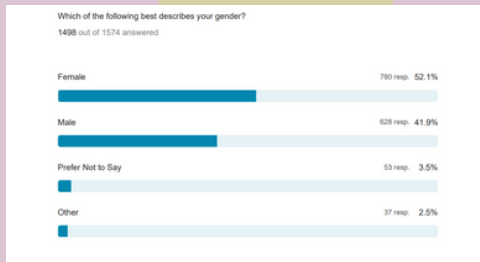 Which of the following best describes your gender?
1498 out of 1574 answered
Female 780 resp. 52.1%
Male 628 resp. 41.9%
Prefer Not to Say 53 resp. 3.5%
Other 37 resp. 2.5%